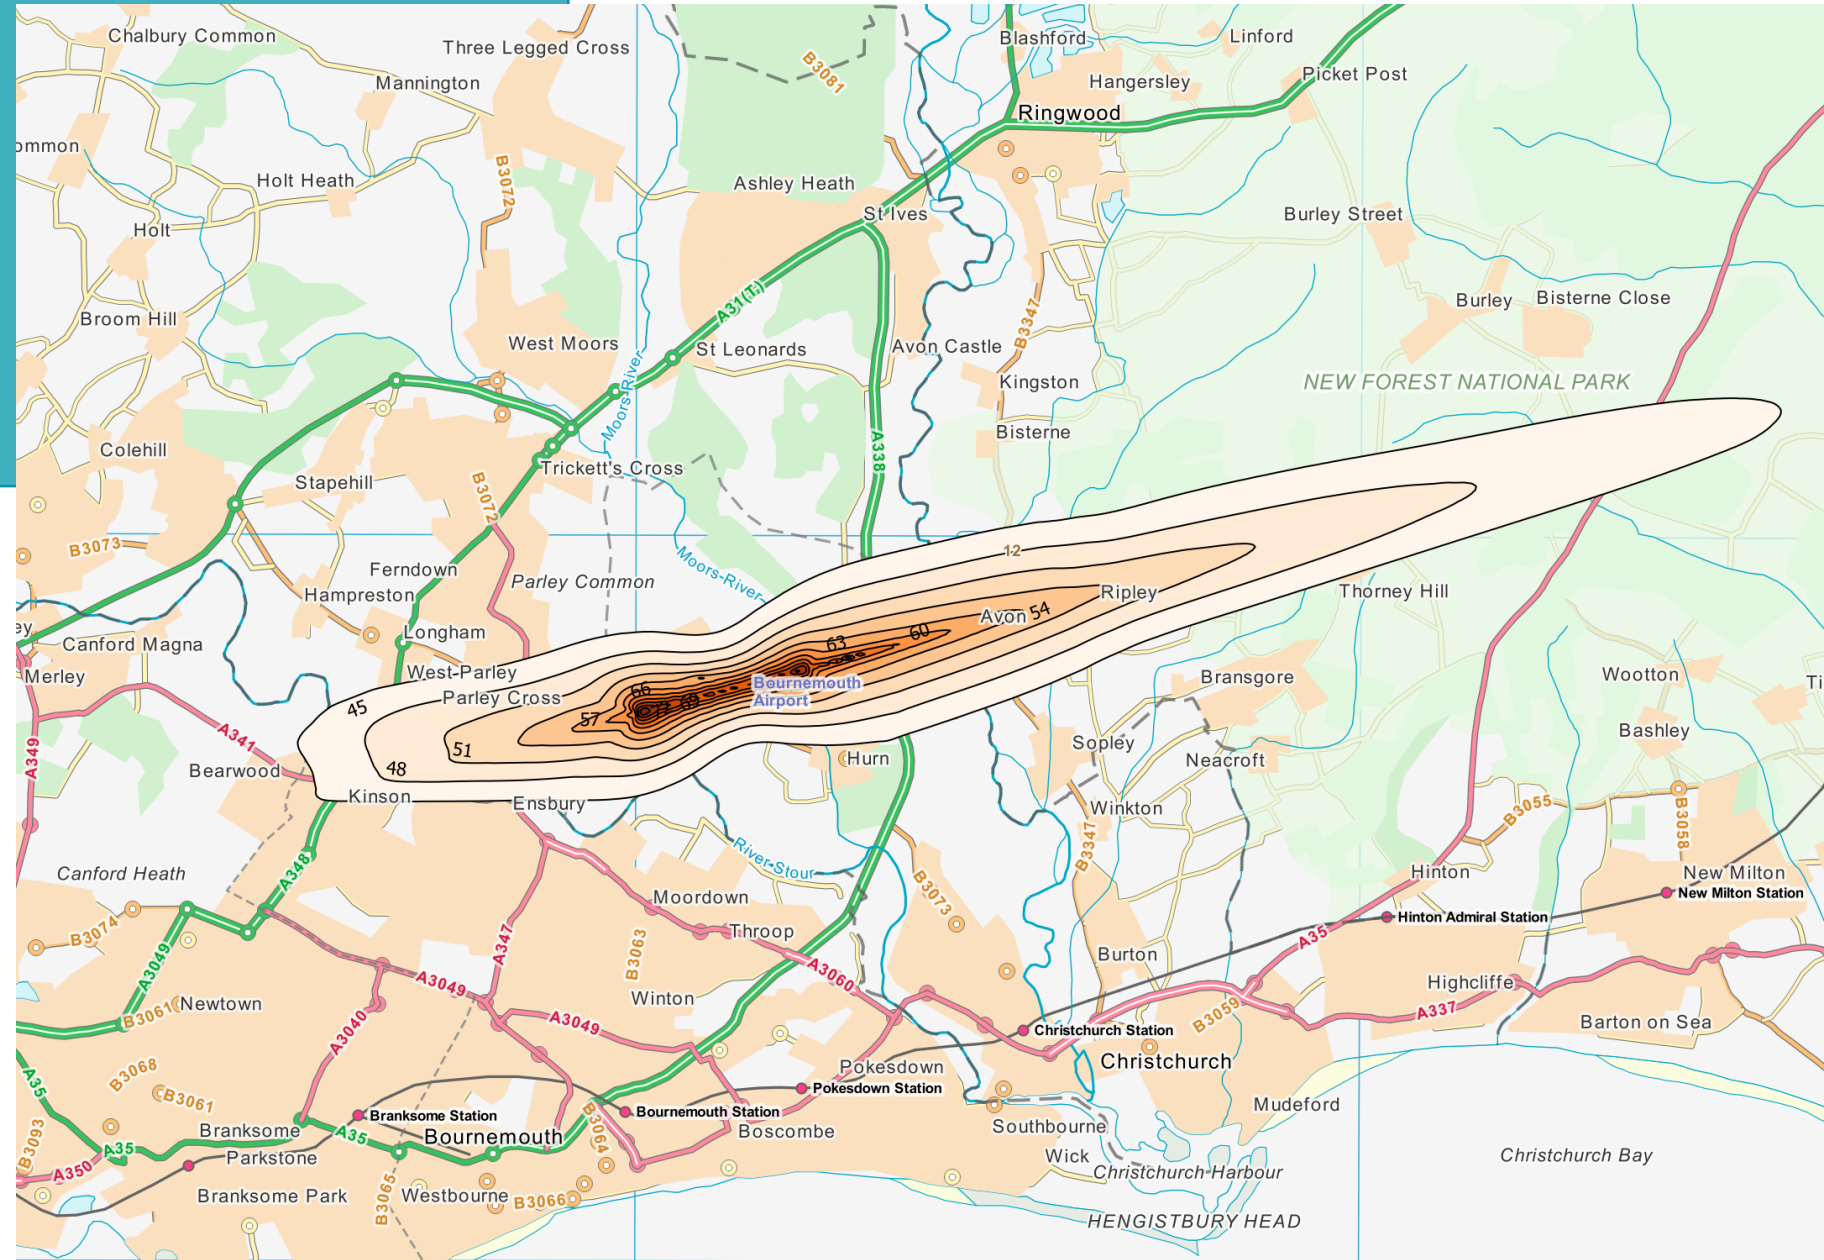 Chalbury Common
Three Legged Cross
Mannington
B3081
Blashford
Linford
Hangersley
Picket Post
Ringwood
ommon
Holt Heath
B3072
Ashley Heath
St Ives
Holt
Burley Street
A31(T)
B3347
Burley
Bisterne Close
Broom Hill
West Moors
St Leonards
Avon Castle
Kingston
NEW FOREST NATIONAL PARK
Moors-River
Bisterne
A338
Colehill
Trickett's Cross
Stapehill
B3072
B3073
12
Ferndown
Parley Common
Moors-River
Hampreston
Thorney Hill
Ripley
54
Avon
ey
Canford Magna
Longham
60
63
Merley
West-Parley
Parley Cross
Bournemouth
Airport
66
69
77
57
45
51
48
Bransgore
Wootton
Ti
A341
A349
Bearwood
Kinson
Ensbury
Hurn
Sopley
Neacroft
Bashley
Winkton
B3055
B3058
B3347
River-Stour
Canford Heath
A348
Moordown
B3073
Hinton
New Milton
New Milton Station
Hinton Admiral Station
B3074
A3049
A347
B3063
Throop
A3060
A35
Burton
A3049
Newtown
B3061
Winton
Highcliffe
B3059
A337
Barton on Sea
A3040
A3049
Christchurch Station
Christchurch
B3068
B3061
A35
Pokesdown
Pokesdown Station
Mudeford
Branksome Station
Bournemouth Station
B3093
Branksome
A35
Bournemouth
B3064
Boscombe
Southbourne
A35
A350
Parkstone
Wick
Christchurch Harbour
Christchurch Bay
Branksome Park
B3065
Westbourne
B3066
HENGISTBURY HEAD